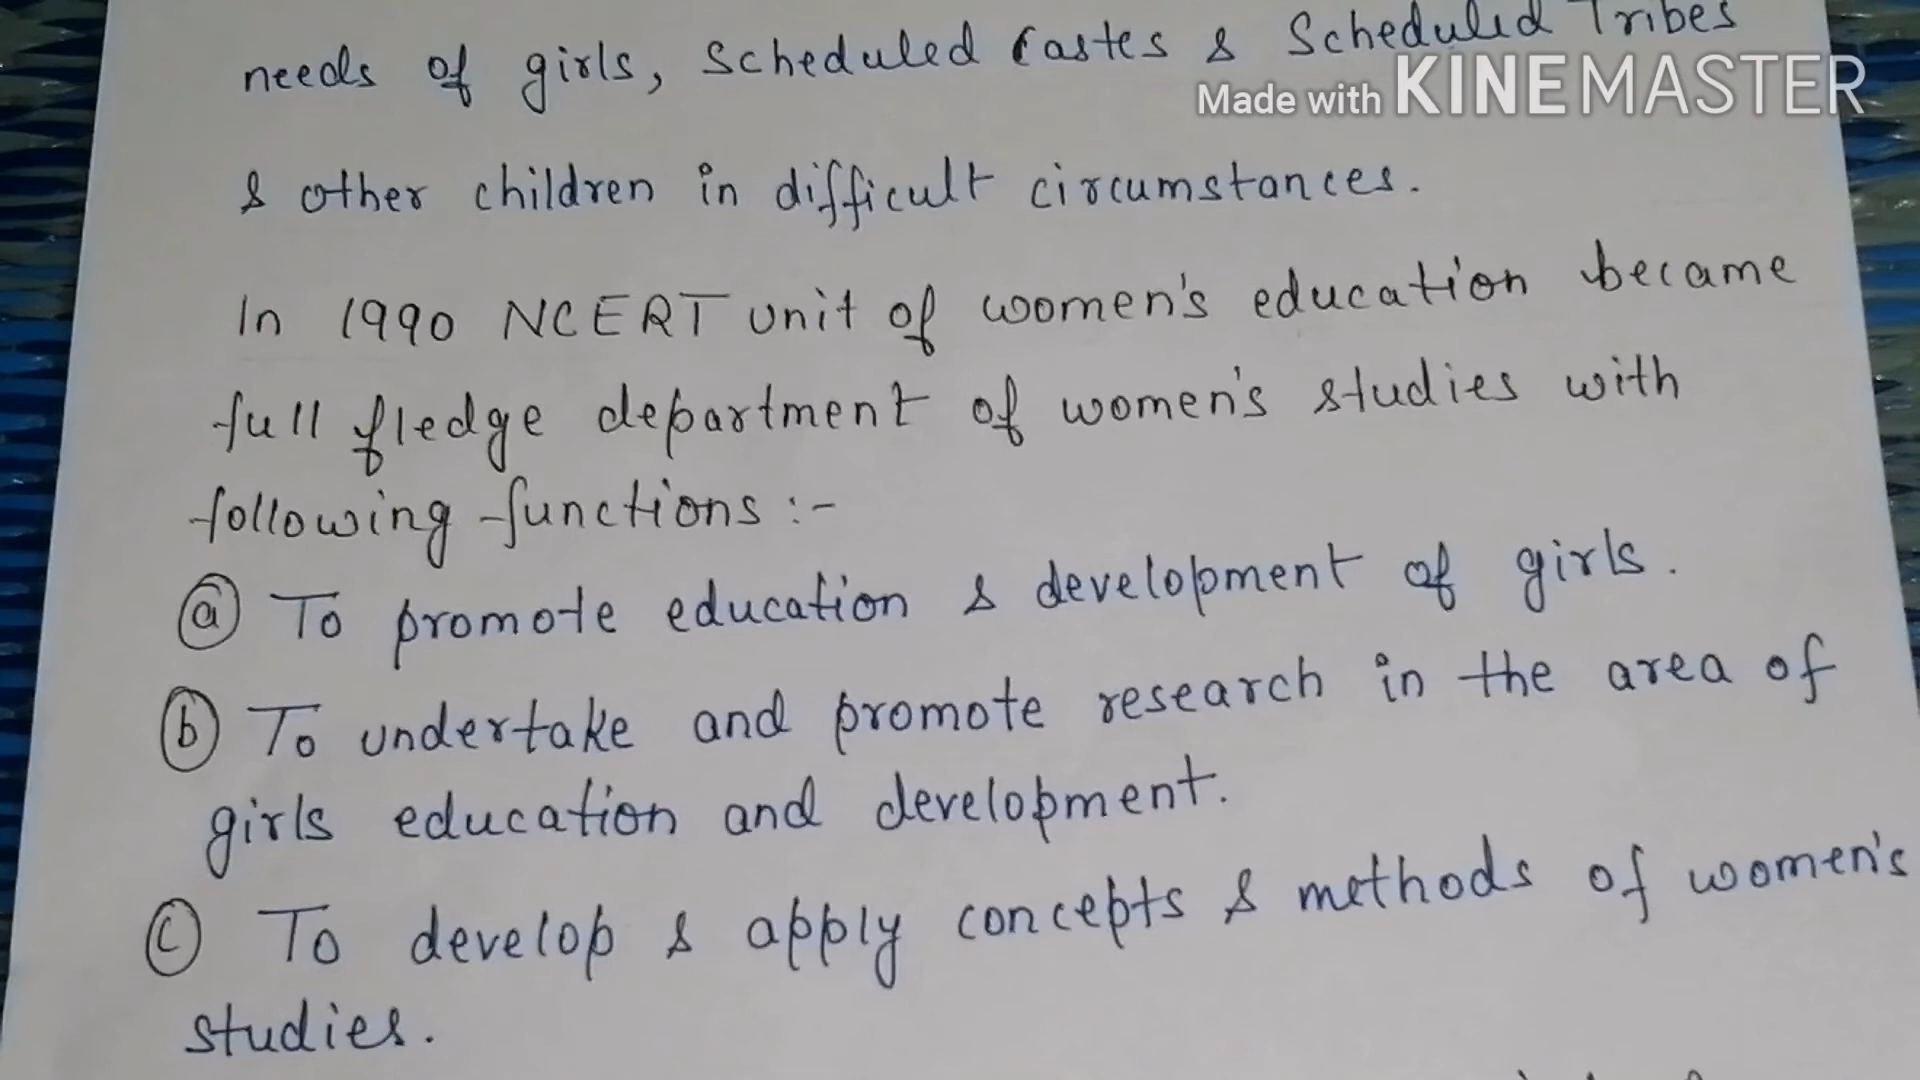 needs of girls, Scheduled Castes & Scheduled Tribes
Made with KINEMASTER
& other children in difficult circumstances.
In 1990 NCERT unit of women's education became
full fledge department of women's studies with
following functions :-
(a) To promote education & development of girls.
(b) To undertake and promote research in the area of
girls education and development.
(c) To develop & apply concepts & methods of women's
studies.